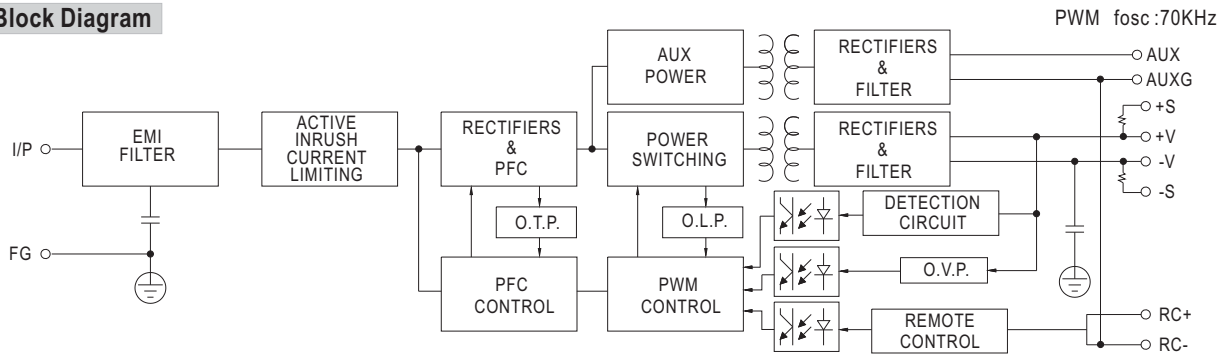 Block Diagram
PWM fosc :70KHz
AUX
POWER
RECTIFIERS
&
FILTER
AUX
AUXG
I/P
EMI
FILTER
ACTIVE
INRUSH
CURRENT
LIMITING
RECTIFIERS
&
PFC
POWER
SWITCHING
RECTIFIERS
&
FILTER
+S
+V
-V
-S
O.T.P.
O.L.P.
DETECTION
CIRCUIT
FG
PFC
CONTROL
PWM
CONTROL
O.V.P.
REMOTE
CONTROL
RC+
RC-